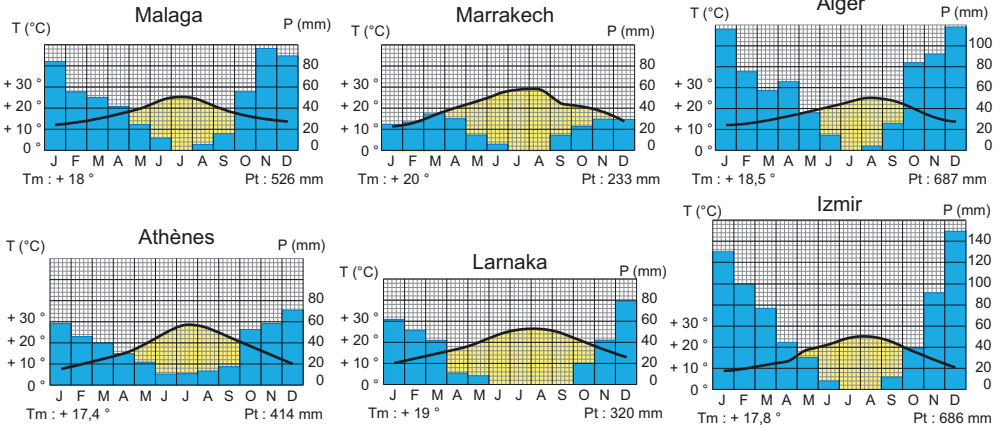 Malaga
T (°C)
P (mm)
80
+ 30 °
60
+ 20 °
40
+ 10 °
20
0 °
0
J F M A M J J A S O N D
Tm : + 18 °
Pt : 526 mm
Marrakech
T (°C)
P (mm)
80
+ 30 °
60
+ 20 °
40
+ 10 °
20
0 °
0
J F M A M J J A S O N D
Tm : + 20 °
Pt : 233 mm
Alger
T (°C)
P (mm)
100
80
+ 30 °
60
+ 20 °
40
+ 10 °
20
0 °
0
J F M A M J J A S O N D
Tm : + 18,5 °
Pt : 687 mm
Athènes
T (°C)
P (mm)
80
+ 30 °
60
+ 20 °
40
+ 10 °
20
0 °
0
J F M A M J J A S O N D
Tm : + 17,4 °
Pt : 414 mm
Larnaka
T (°C)
P (mm)
80
+ 30 °
60
+ 20 °
40
+ 10 °
20
0 °
0
J F M A M J J A S O N D
Tm : + 19 °
Pt : 320 mm
Izmir
T (°C)
P (mm)
140
120
100
80
+ 30 °
60
+ 20 °
40
+ 10 °
20
0 °
0
J F M A M J J A S O N D
Tm : + 17,8 °
Pt : 686 mm